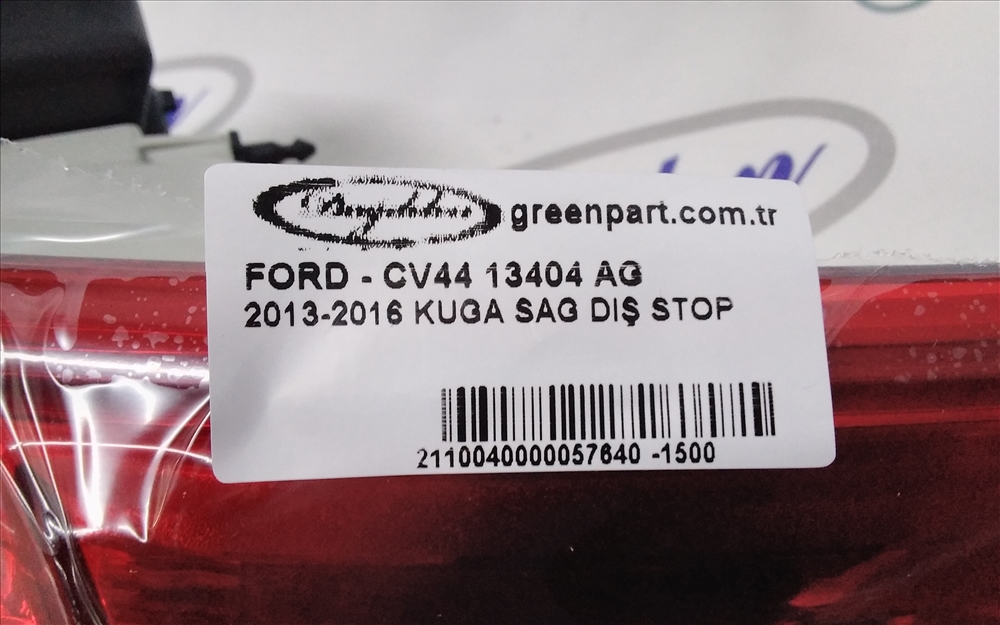 greenpart.com.tr
FORD - CV44 13404 AG
2013-2016 KUGA SAG DIŞ STOP
2110040000057640 -1500